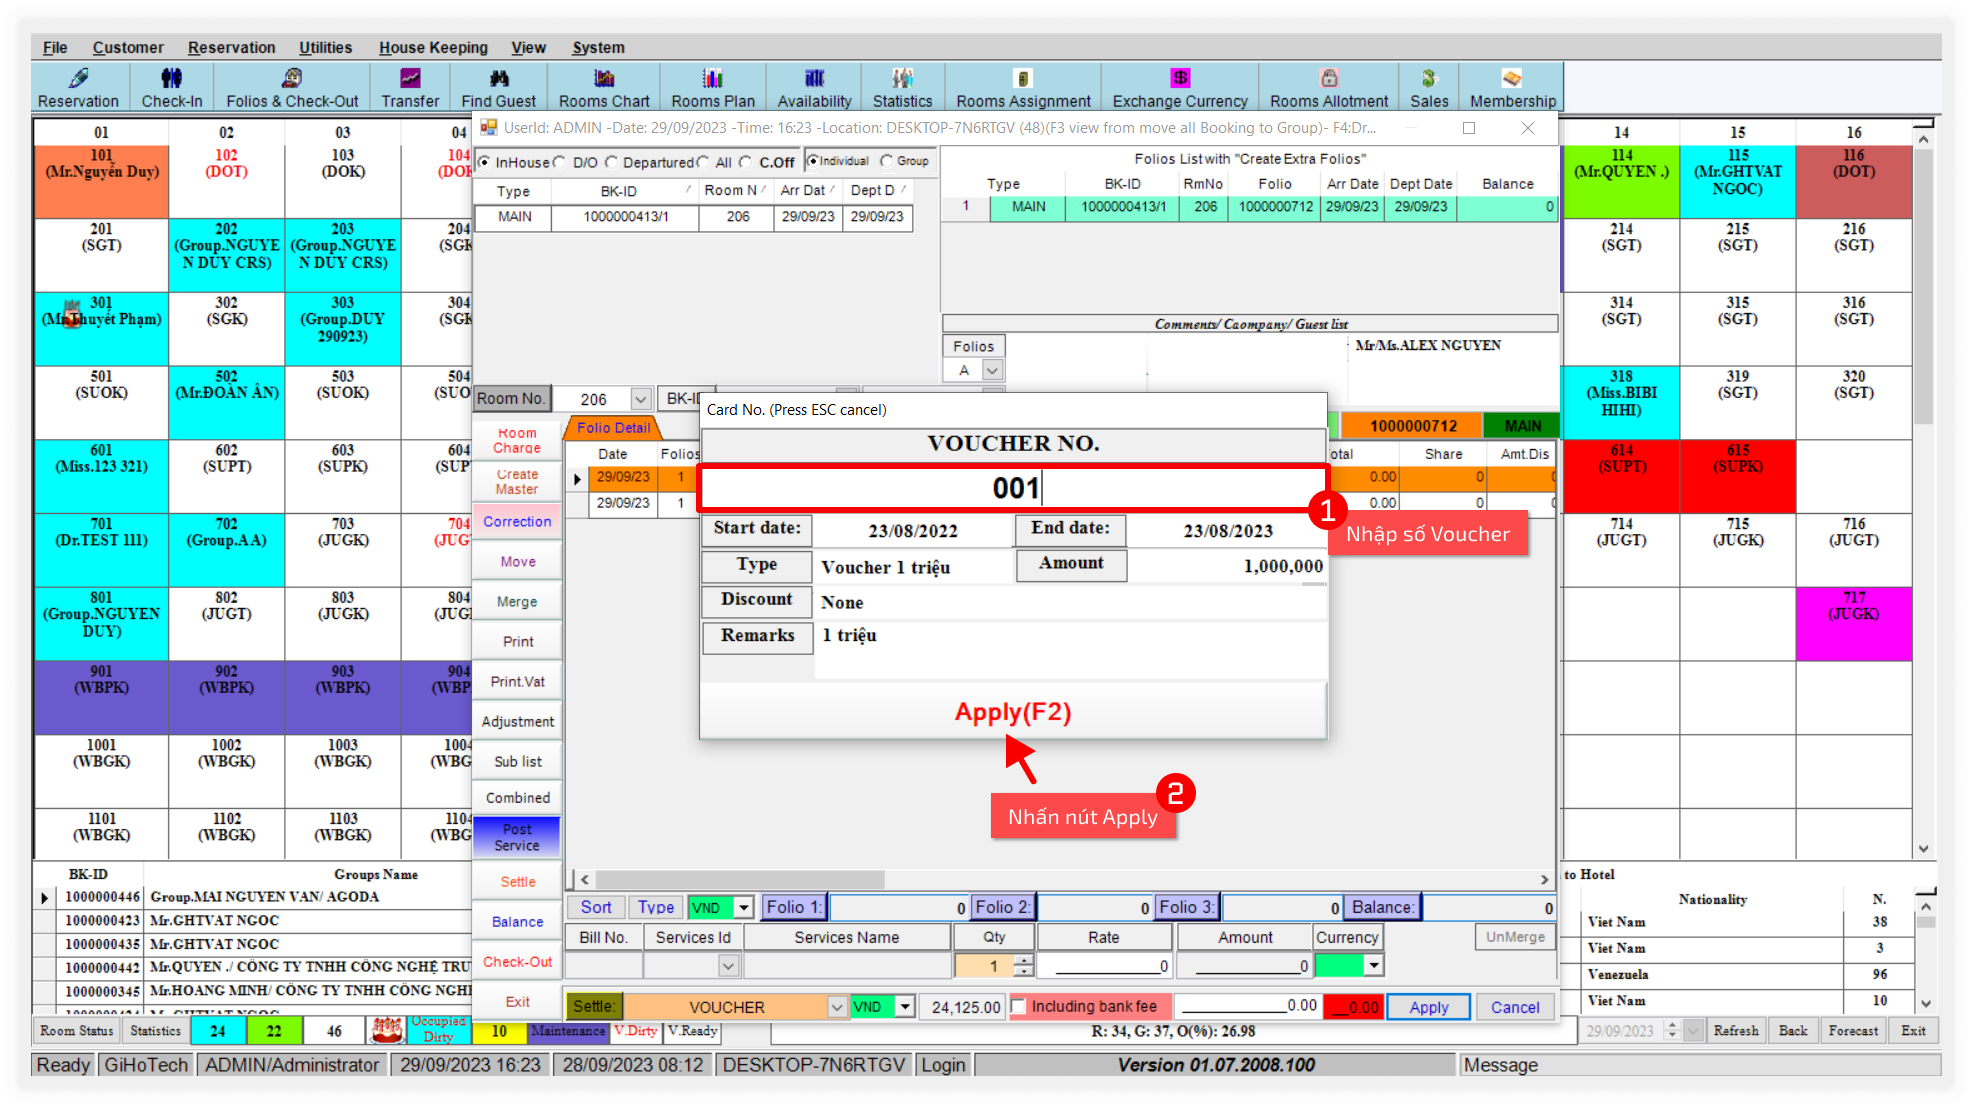 File Customer Reservation Utilities House Keeping View System
Reservation Check-In Folios & Check-Out Transfer Find Guest Rooms Chart Rooms Plan Availability Statistics Rooms Assignment Exchange Currency Rooms Allotment Sales Membership
UserId: ADMIN -Date: 29/09/2023 -Time: 16:23 -Location: DESKTOP-7N6RTGV (48)(F3 view from move all Booking to Group)- F4:Dr...
01 02 03 04 14 15 16
101 (Mr.Nguyễn Duy) 102 (DOT) 103 (DOK) 104 114 (Mr.QUYEN .) 115 (Mr.GHTVAT NGOC) 116 (DOT)
InHouse D/O Departured All C.Off Individual Group
Type BK-ID Room N Arr Dat Dept D
MAIN 1000000413/1 206 29/09/23 29/09/23
Folios List with "Create Extra Folios"
Type BK-ID RmNo Folio Arr Date Dept Date Balance
1 MAIN 1000000413/1 206 1000000712 29/09/23 29/09/23 0
201 (SGT) 202 (Group.NGUYEN DUY CRS) 203 (Group.NGUYEN DUY CRS) 204 214 (SGT) 215 (SGT) 216 (SGT)
301 302 (SGK) 303 (Group.DUY 290923) 304 314 (SGT) 315 (SGT) 316 (SGT)
Comments/ Caompany/ Guest list
Folios
A
Mr/Ms.ALEX NGUYEN
501 (SUOK) 502 (Mr.ĐOÀN ÂN) 503 (SUOK) 504 318 (Miss.BIBI HIHI) 319 (SGT) 320 (SGT)
Room No. 206
1000000712 MAIN
601 (Miss.123 321) 602 (SUPT) 603 (SUPK) 604 614 (SUPT) 615 (SUPK)
701 (Dr.TEST 111) 702 (Group.A A) 703 (JUGK) 704 714 (JUGT) 715 (JUGK) 716 (JUGT)
801 (Group.NGUYEN DUY) 802 (JUGT) 803 (JUGK) 804 717 (JUGK)
901 (WBPK) 902 (WBPK) 903 (WBPK) 904
1001 (WBGK) 1002 (WBGK) 1003 (WBGK)
1101 (WBGK) 1102 (WBGK) 1103 (WBGK)
Room Charge
Create Master
Correction
Move
Merge
Print
Print.Vat
Adjustment
Sub list
Combined
Post Service
Settle
Balance
Check-Out
Exit
Folio Detail
Date Folios Share Amt.Dis
29/09/23 1 0.00 0
29/09/23 1 0.00 0
Card No. (Press ESC cancel)
VOUCHER NO.
001
Start date: 23/08/2022 End date: 23/08/2023
Type Voucher 1 triệu Amount 1,000,000
Discount None
Remarks 1 triệu
Apply(F2)
1
Nhập số Voucher
2
Nhấn nút Apply
Sort Type VND Folio 1: 0 Folio 2: 0 Folio 3: 0 Balance: 0
Bill No. Services Id Services Name Qty Rate Amount Currency UnMerge
1 0 0
Settle: VOUCHER VND 24,125.00 Including bank fee 0.00 0.00 Apply Cancel
BK-ID Groups Name
1000000446 Group.MAI NGUYEN VAN/ AGODA
1000000423 Mr.GHTVAT NGOC
1000000435 Mr.GHTVAT NGOC
1000000442 Mr.QUYEN ./ CÔNG TY TNHH CÔNG NGHỆ TRU
1000000345 Mr.HOANG MINH/ CÔNG TY TNHH CÔNG NGHI
to Hotel
Nationality N.
Viet Nam 38
Viet Nam 3
Venezuela 96
Viet Nam 10
Room Status Statistics 24 22 46 Occupied Dirty 10 Maintenance V.Dirty V.Ready R: 34, G: 37, O(%): 26.98 29/09/2023 Refresh Back Forecast Exit
Ready GiHoTech ADMIN/Administrator 29/09/2023 16:23 28/09/2023 08:12 DESKTOP-7N6RTGV Login Version 01.07.2008.100 Message